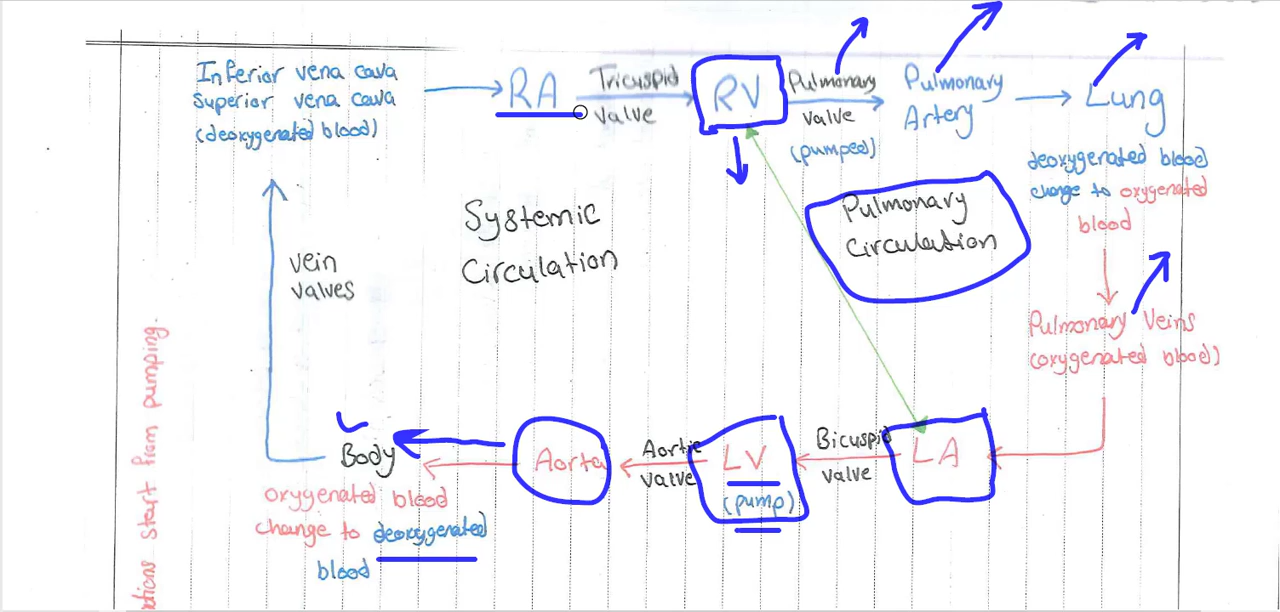 Inferior vena cava
Superior vena cava
(deoxygenated blood)
RA
Tricuspid
valve
RV
Pulmonary
valve
(pumped)
Pulmonary
Artery
Lung
deoxygenated blood
change to oxygenated
blood
Systemic
Circulation
Pulmonary
Circulation
vein
valves
Pulmonary Veins
(oxygenated blood)
LA
Bicuspid
valve
LV
(pump)
Aortic
valve
Aorta
Body
oxygenated blood
change to deoxygenated
blood
start from pumping.